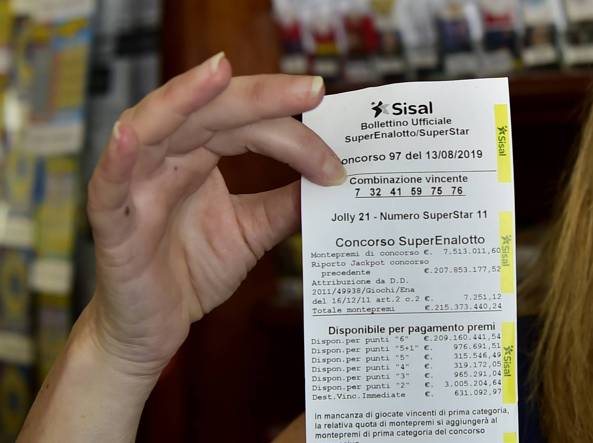 Sisal
Bollettino Ufficiale
SuperEnalotto/SuperStar
oncorso 97 del 13/08/2019
Combinazione vincente
7 32 41 59 75 76
Jolly 21 - Numero SuperStar 11
Concorso SuperEnalotto
Montepremi di concorso €. 7.513.011,60
Riporto Jackpot concorso
precedente €.207.853.177,52
Attribuzione da D.D.
2011/49938/Giochi/Ena
del 16/12/11 art.2 c.2 €. 7.251,12
Totale montepremi €.215.373.440,24
Disponibile per pagamento premi
Dispon.per punti "6" €.209.160.441,54
Dispon.per punti "5+1" €. 976.691,51
Dispon.per punti "5" €. 315.546,49
Dispon.per punti "4" €. 319.172,05
Dispon.per punti "3" €. 965.291,04
Dispon.per punti "2" €. 3.005.204,64
Dest.Vinc.Immediate €. 631.092,97
In mancanza di giocate vincenti di prima categoria,
la relativa quota di montepremi si aggiungerà al
montepremi di prima categoria del concorso
Sisal
Sisal
Sisal